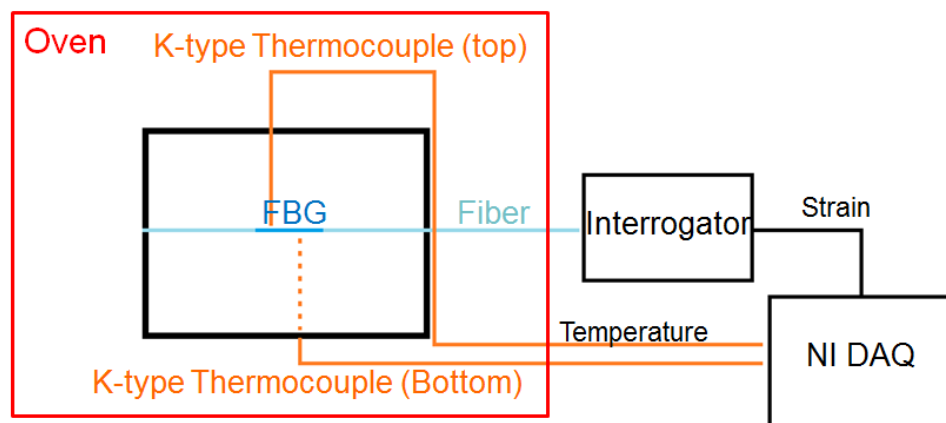 Oven
K-type Thermocouple (top)
FBG
Fiber
Interrogator
Strain
Temperature
NI DAQ
K-type Thermocouple (Bottom)